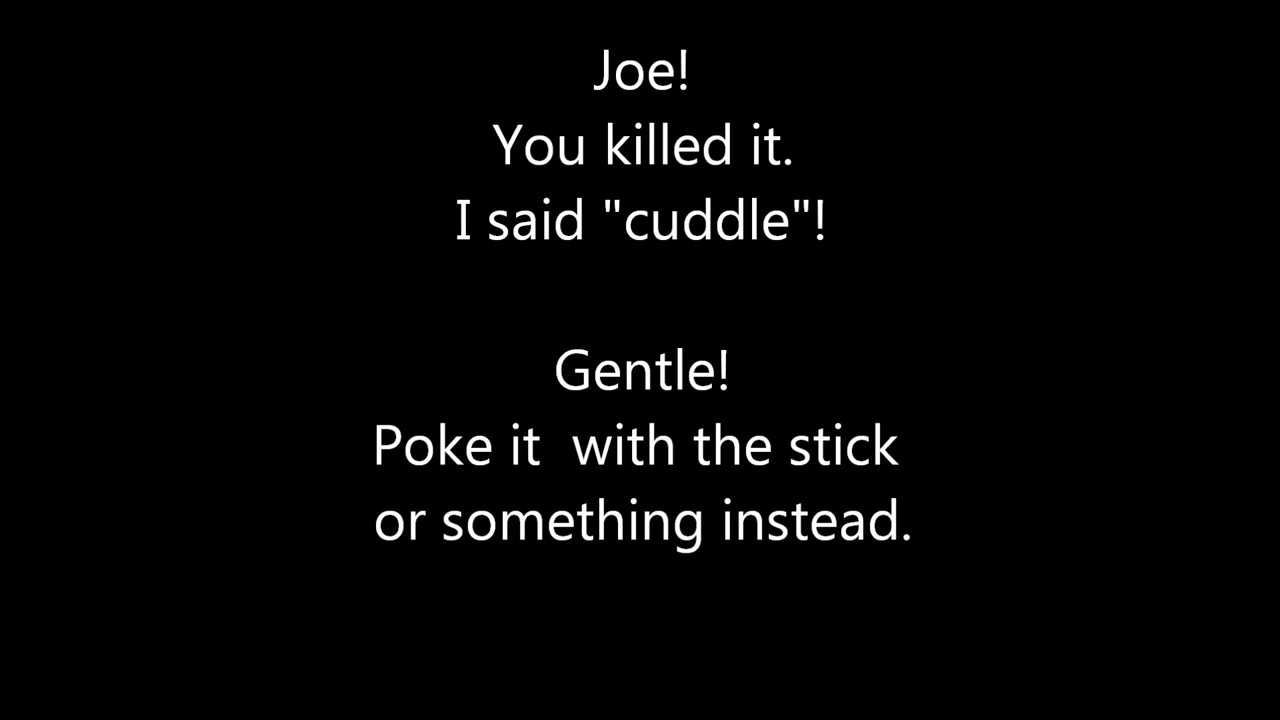 Joe!
You killed it.
I said "cuddle"!
Gentle!
Poke it  with the stick
or something instead.